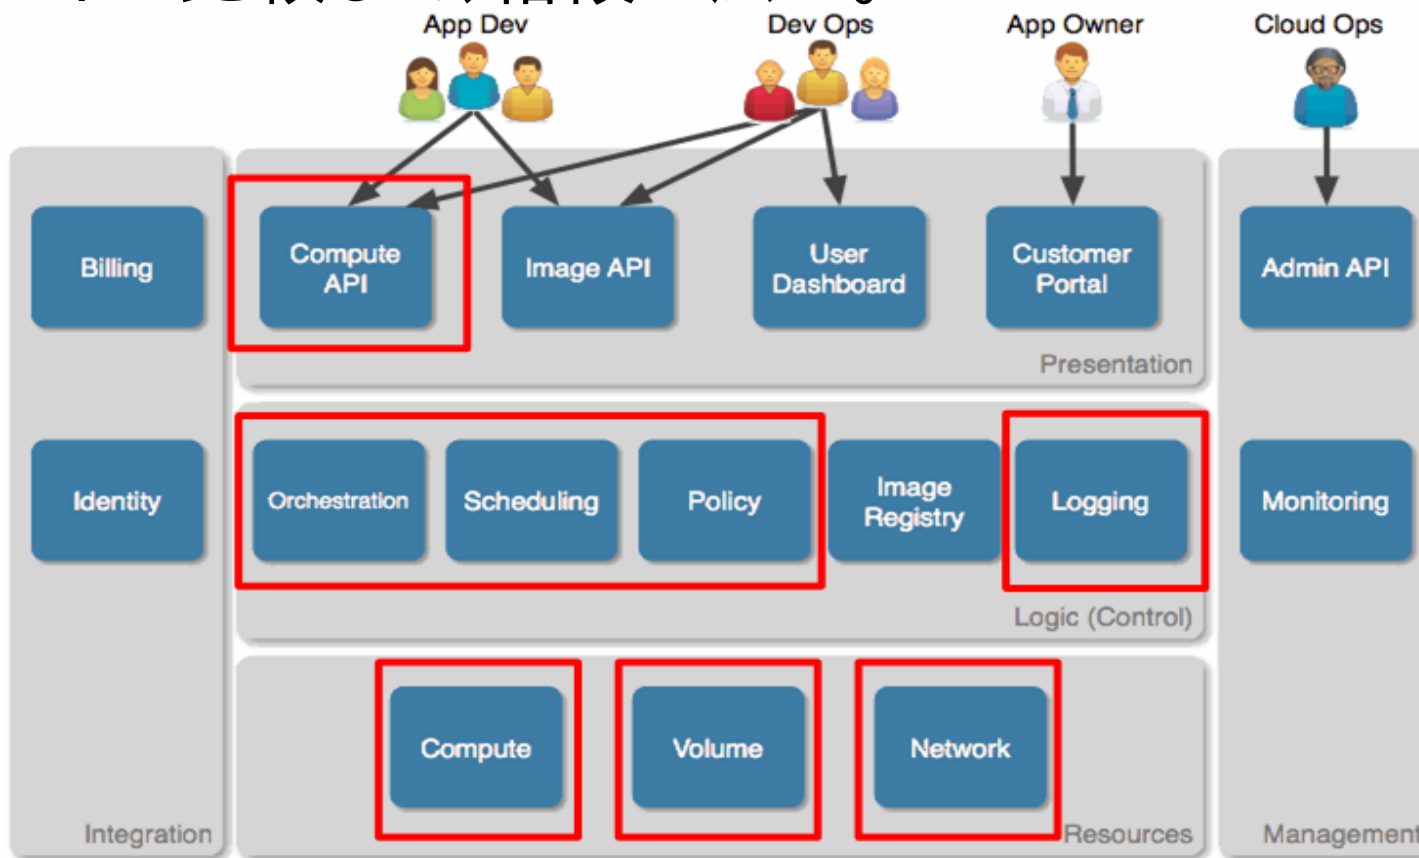 App Dev
Dev Ops
App Owner
Cloud Ops
Billing
Compute
API
Image API
User
Dashboard
Customer
Portal
Admin API
Presentation
Identity
Orchestration
Scheduling
Policy
Image
Registry
Logging
Monitoring
Logic (Control)
Compute
Volume
Network
Integration
Resources
Management